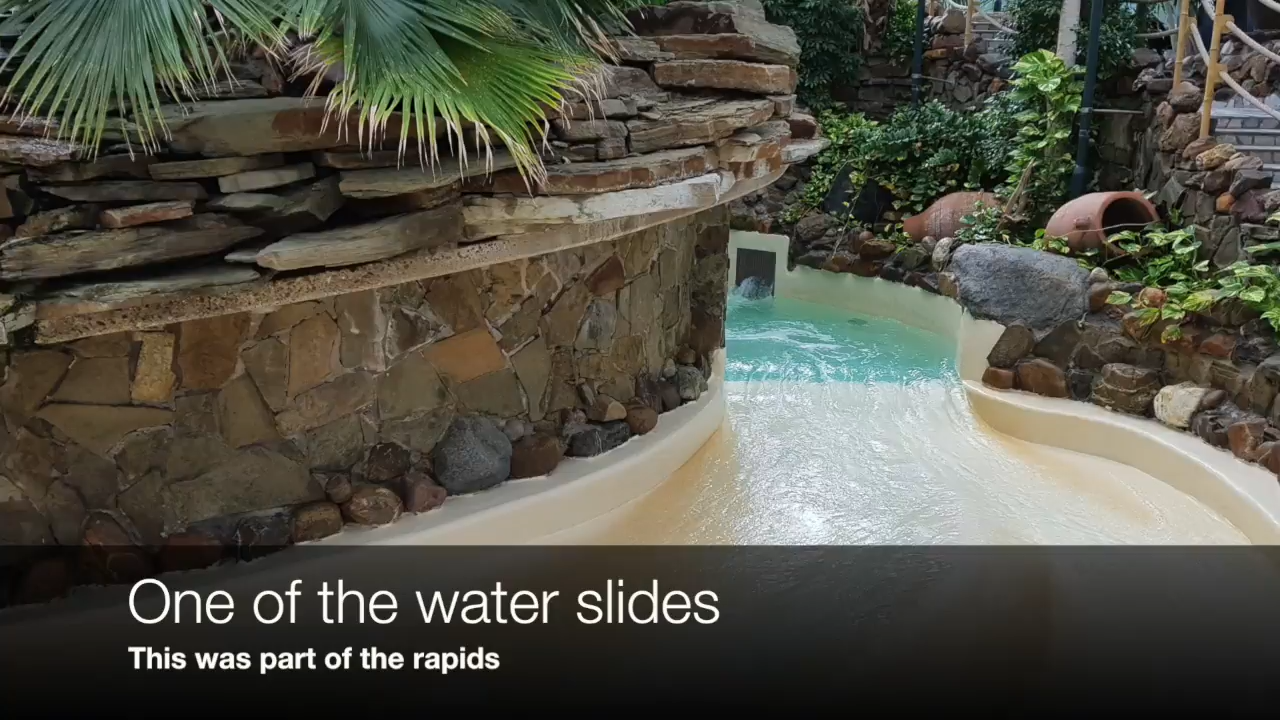 One of the water slides
This was part of the rapids